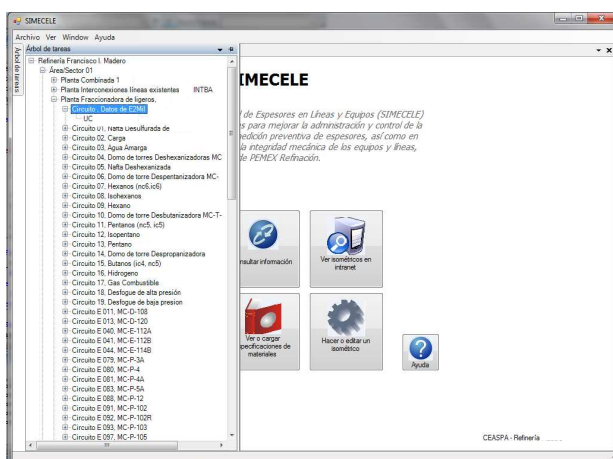 SIMECELE
Archivo Ver Window Ayuda
Árbol de tareas
Árbol de tareas
Refinería Francisco I. Madero
Área/Sector 01
Planta Combinada 1
Planta Interconexiones líneas existentes INTBA
Planta Fraccionadora de ligeros,
Circuito , Datos de E2Mil
UC
Circuito 01, Nafta Desulfurada de
Circuito 02, Carga
Circuito 03, Agua Amarga
Circuito 04, Domo de torres Deshexanizadoras MC
Circuito 05, Nafta Deshexanizada
Circuito 06, Domo de torre Despentanizadora MC-
Circuito 07, Hexanos (nc6,ic6)
Circuito 08, Isohexanos
Circuito 09, Hexano
Circuito 10, Domo de torre Desbutanizadora MC-T-
Circuito 11, Pentanos (nc5, ic5)
Circuito 12, Isopentano
Circuito 13, Pentano
Circuito 14, Domo de torre Despropanizadora
Circuito 15, Butanos (ic4, nc5)
Circuito 16, Hidrogeno
Circuito 17, Gas Combustible
Circuito 18, Desfogue de alta presión
Circuito 19, Desfogue de baja presion
Circuito E 011, MC-D-108
Circuito E 013, MC-D-120
Circuito E 040, MC-E-112A
Circuito E 041, MC-E-112B
Circuito E 044, MC-E-114B
Circuito E 079, MC-P-3A
Circuito E 080, MC-P-4
Circuito E 081, MC-P-4A
Circuito E 083, MC-P-5A
Circuito E 088, MC-P-12
Circuito E 091, MC-P-102
Circuito E 092, MC-P-102R
Circuito E 093, MC-P-103
Circuito E 097, MC-P-105
IMECELE
l de Espesores en Líneas y Equipos (SIMECELE)
es para mejorar la administración y control de la
medición preventiva de espesores, así como en
la integridad mecánica de los equipos y líneas,
de PEMEX Refinación.
nsultar información
Ver isométricos en
intranet
Ver o cargar
specificaciones de
materiales
Hacer o editar un
isométrico
Ayuda
CEASPA - Refinería